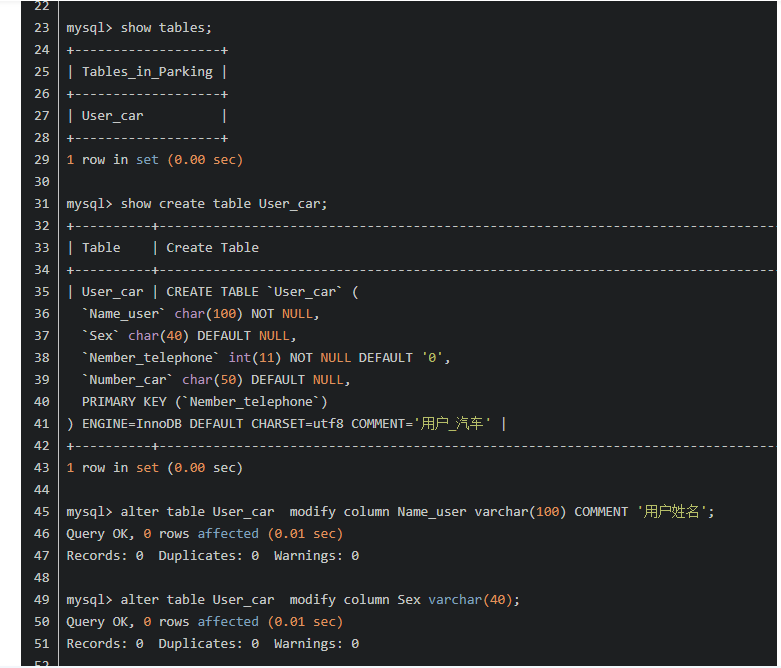 22
23 mysql> show tables;
24 +-------------------+
25 | Tables_in_Parking |
26 +-------------------+
27 | User_car          |
28 +-------------------+
29 1 row in set (0.00 sec)
30
31 mysql> show create table User_car;
32 +----------+--------------------------------------------------------------------------------
33 | Table    | Create Table
34 +----------+--------------------------------------------------------------------------------
35 | User_car | CREATE TABLE `User_car` (
36   `Name_user` char(100) NOT NULL,
37   `Sex` char(40) DEFAULT NULL,
38   `Nember_telephone` int(11) NOT NULL DEFAULT '0',
39   `Number_car` char(50) DEFAULT NULL,
40   PRIMARY KEY (`Nember_telephone`)
41 ) ENGINE=InnoDB DEFAULT CHARSET=utf8 COMMENT='用户_汽车' |
42 +----------+--------------------------------------------------------------------------------
43 1 row in set (0.00 sec)
44
45 mysql> alter table User_car  modify column Name_user varchar(100) COMMENT '用户姓名';
46 Query OK, 0 rows affected (0.01 sec)
47 Records: 0  Duplicates: 0  Warnings: 0
48
49 mysql> alter table User_car  modify column Sex varchar(40);
50 Query OK, 0 rows affected (0.01 sec)
51 Records: 0  Duplicates: 0  Warnings: 0
52